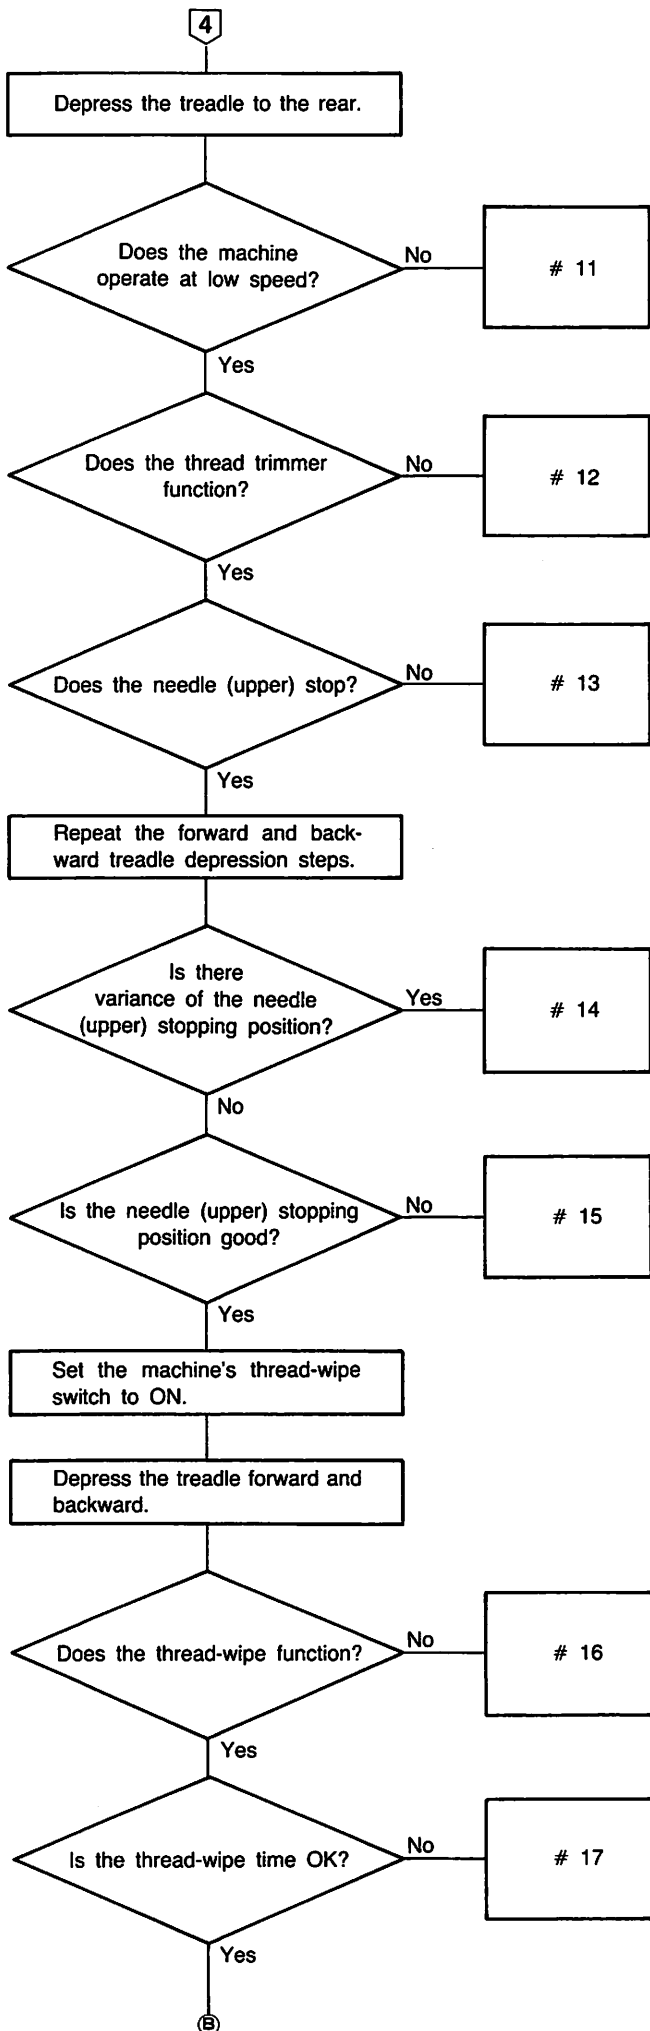 4
Depress the treadle to the rear.
Does the machine
operate at low speed?
No
# 11
Yes
Does the thread trimmer
function?
No
# 12
Yes
Does the needle (upper) stop?
No
# 13
Yes
Repeat the forward and back-
ward treadle depression steps.
Is there
variance of the needle
(upper) stopping position?
Yes
# 14
No
Is the needle (upper) stopping
position good?
No
# 15
Yes
Set the machine's thread-wipe
switch to ON.
Depress the treadle forward and
backward.
Does the thread-wipe function?
No
# 16
Yes
Is the thread-wipe time OK?
No
# 17
Yes
B